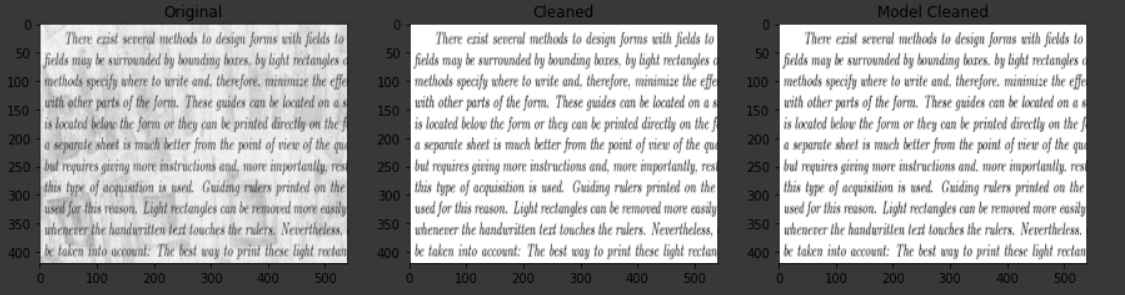 Original
0
50
100
150
200
250
300
350
400
There exist several methods to design forms with fields to
fields may be surrounded by bounding boxes, by light rectangles
methods specify where to write and, therefore, minimize the effe
with other parts of the form. These guides can be located on a s
is located below the form or they can be printed directly on the f
a separate sheet is much better from the point of view of the qu
but requires giving more instructions and, more importantly, rest
this type of acquisition is used. Guiding rulers printed on the
used for this reason. Light rectangles can be removed more easily
whenever the handwritten text touches the rulers. Nevertheless,
be taken into account: The best way to print these light rectan
0 100 200 300 400 500
Cleaned
0
50
100
150
200
250
300
350
400
There exist several methods to design forms with fields to
fields may be surrounded by bounding boxes, by light rectangles
methods specify where to write and, therefore, minimize the effe
with other parts of the form. These guides can be located on a s
is located below the form or they can be printed directly on the f
a separate sheet is much better from the point of view of the qu
but requires giving more instructions and, more importantly, rest
this type of acquisition is used. Guiding rulers printed on the
used for this reason. Light rectangles can be removed more easily
whenever the handwritten text touches the rulers. Nevertheless,
be taken into account: The best way to print these light rectan
0 100 200 300 400 500
Model Cleaned
0
50
100
150
200
250
300
350
400
There exist several methods to design forms with fields to
fields may be surrounded by bounding boxes, by light rectangles
methods specify where to write and, therefore, minimize the effe
with other parts of the form. These guides can be located on a s
is located below the form or they can be printed directly on the f
a separate sheet is much better from the point of view of the qu
but requires giving more instructions and, more importantly, rest
this type of acquisition is used. Guiding rulers printed on the
used for this reason. Light rectangles can be removed more easily
whenever the handwritten text touches the rulers. Nevertheless,
be taken into account: The best way to print these light rectan
0 100 200 300 400 500